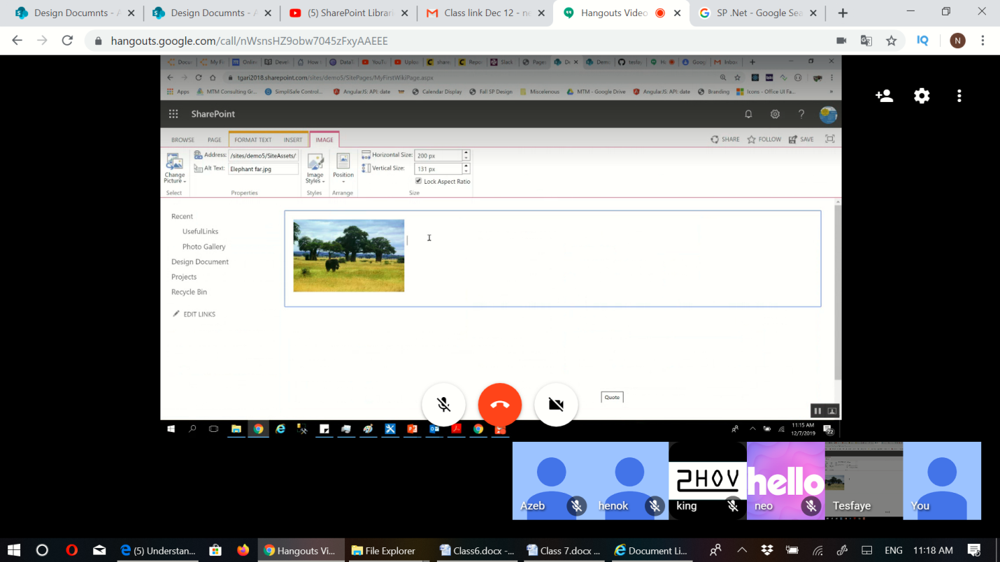 Design Documnts - A
Design Documnts - A
(5) SharePoint Librari
Class link Dec 12 - ne
Hangouts Video
SP .Net - Google Sea
hangouts.google.com/call/nWsnsHZ9obw7045zFxyAAEEE
IQ
N
Docu
My Fi
Onlin
Devel
How
Data
YouT
Uploa
share
Repo
Slack
Page
De
Demo
tesfay
Ha
Goog
Inbox
tgari2018.sharepoint.com/sites/demo5/SitePages/MyFirstWikiPage.aspx
Apps
MTM Consulting Gr...
SimpliSafe Control...
AngularJS: API: date
Calendar Display
Fall SP Design
Miscelenous
MTM - Google Drive
AngularJS: API: date
Branding
Icons - Office UI Fa...
SharePoint
BROWSE
PAGE
FORMAT TEXT
INSERT
IMAGE
SHARE
FOLLOW
SAVE
Change Picture
Address:
/sites/demo5/SiteAssets/
Alt Text:
Elephant far.jpg
Image Styles
Position
Horizontal Size:
200 px
Vertical Size:
131 px
Lock Aspect Ratio
Select
Properties
Styles
Arrange
Size
Recent
UsefulLinks
Photo Gallery
Design Document
Projects
Recycle Bin
EDIT LINKS
Quote
11:15 AM
12/7/2019
22
Azeb
henok
king
neo
hello
Tesfaye
You
(5) Understan...
Hangouts Vi...
File Explorer
Class6.docx -...
Class 7.docx ...
Document Li...
ENG
11:18 AM